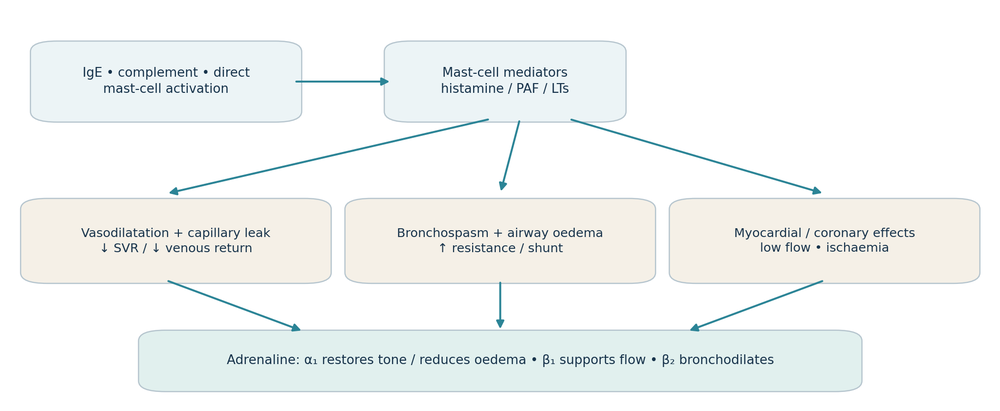 IgE • complement • direct
mast-cell activation
Mast-cell mediators
histamine / PAF / LTs
Vasodilatation + capillary leak
↓ SVR / ↓ venous return
Bronchospasm + airway oedema
↑ resistance / shunt
Myocardial / coronary effects
low flow • ischaemia
Adrenaline: α₁ restores tone / reduces oedema • β₁ supports flow • β₂ bronchodilates